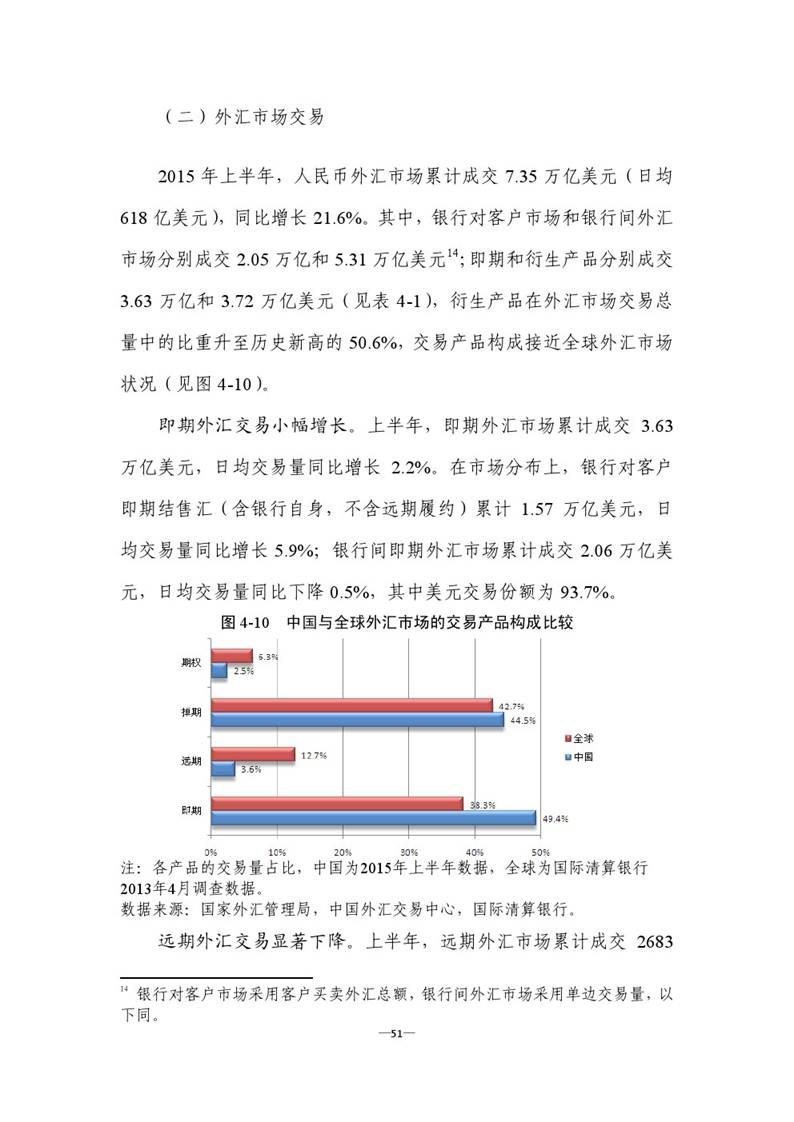 （二）外汇市场交易
2015 年上半年，人民币外汇市场累计成交 7.35 万亿美元（日均
618 亿美元），同比增长 21.6%。其中，银行对客户市场和银行间外汇
市场分别成交 2.05 万亿和 5.31 万亿美元14；即期和衍生产品分别成交
3.63 万亿和 3.72 万亿美元（见表 4-1），衍生产品在外汇市场交易总
量中的比重升至历史新高的 50.6%，交易产品构成接近全球外汇市场
状况（见图 4-10）。
即期外汇交易小幅增长。上半年，即期外汇市场累计成交 3.63
万亿美元，日均交易量同比增长 2.2%。在市场分布上，银行对客户
即期结售汇（含银行自身，不含远期履约）累计 1.57 万亿美元，日
均交易量同比增长 5.9%；银行间即期外汇市场累计成交 2.06 万亿美
元，日均交易量同比下降 0.5%，其中美元交易份额为 93.7%。
图 4-10 中国与全球外汇市场的交易产品构成比较
期权
6.3%
2.5%
掉期
42.7%
44.5%
远期
12.7%
3.6%
即期
38.3%
49.4%
全球
中国
0% 10% 20% 30% 40% 50%
注：各产品的交易量占比，中国为2015年上半年数据，全球为国际清算银行
2013年4月调查数据。
数据来源：国家外汇管理局，中国外汇交易中心，国际清算银行。
远期外汇交易显著下降。上半年，远期外汇市场累计成交 2683
14 银行对客户市场采用客户买卖外汇总额，银行间外汇市场采用单边交易量，以
下同。
—51—